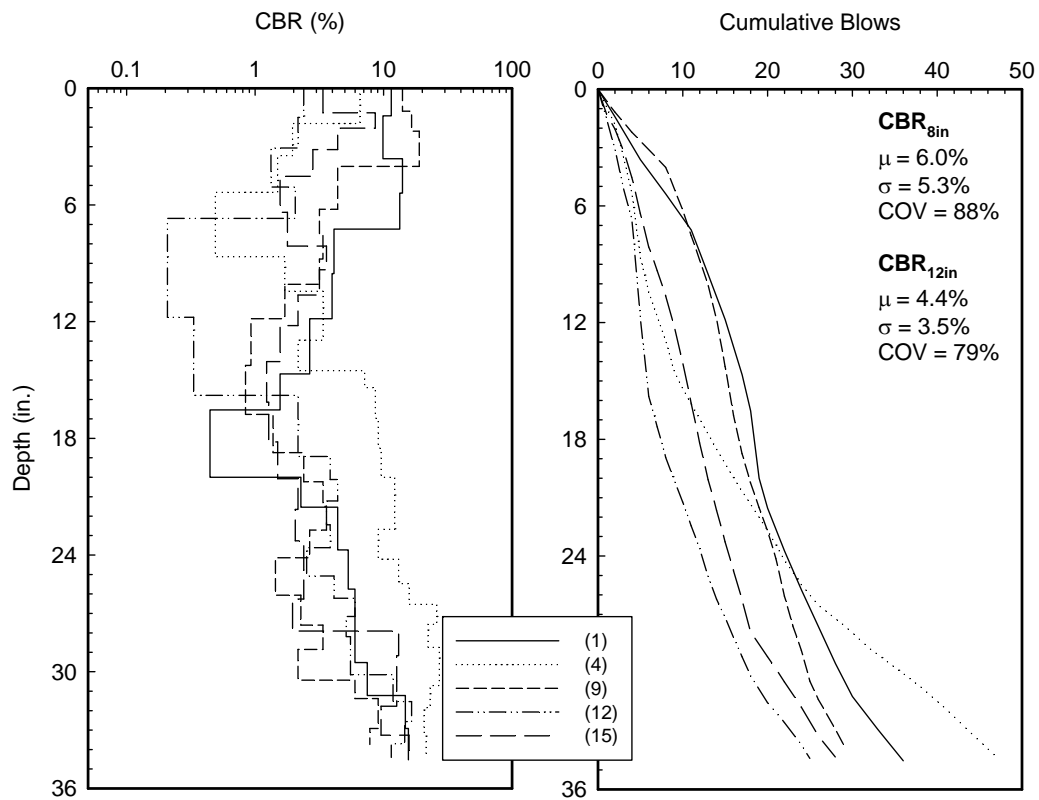 CBR (%)
0.1 1 10 100
Cumulative Blows
0 10 20 30 40 50
Depth (in.)
0
6
12
18
24
30
36
(1)
(4)
(9)
(12)
(15)
0
6
12
18
24
30
36
CBR8in
μ = 6.0%
σ = 5.3%
COV = 88%
CBR12in
μ = 4.4%
σ = 3.5%
COV = 79%